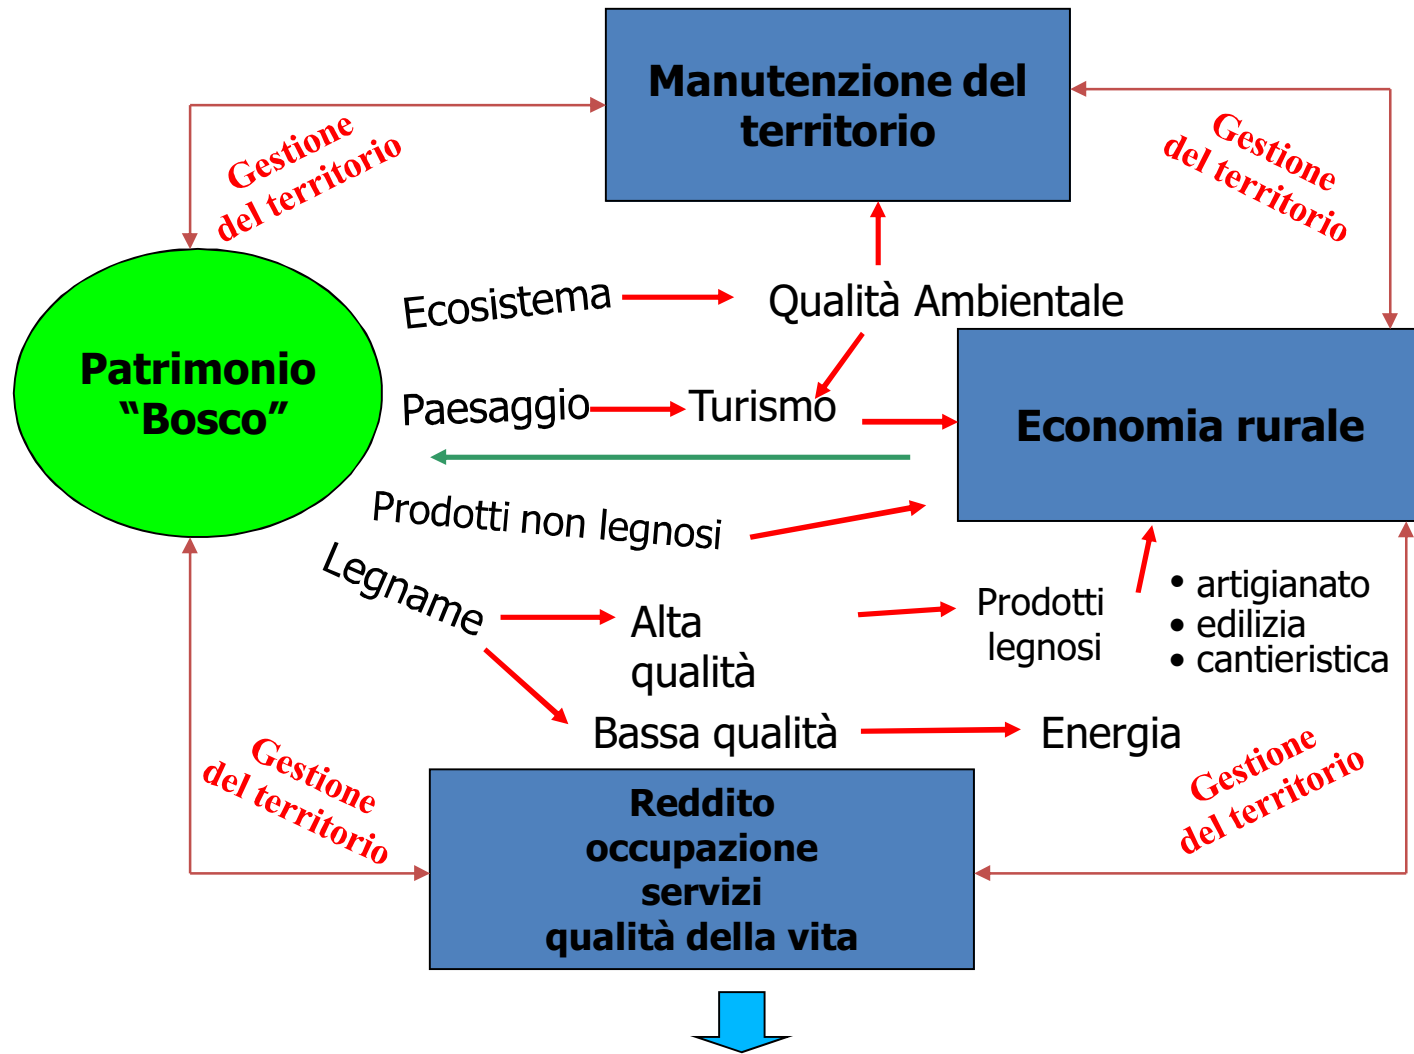 Manutenzione del
territorio
Gestione
del territorio
Gestione
del territorio
Patrimonio
“Bosco”
Ecosistema
Qualità Ambientale
Paesaggio
Turismo
Economia rurale
Prodotti non legnosi
Legname
Alta
qualità
Prodotti
legnosi
• artigianato
• edilizia
• cantieristica
Bassa qualità
Energia
Gestione
del territorio
Gestione
del territorio
Reddito
occupazione
servizi
qualità della vita